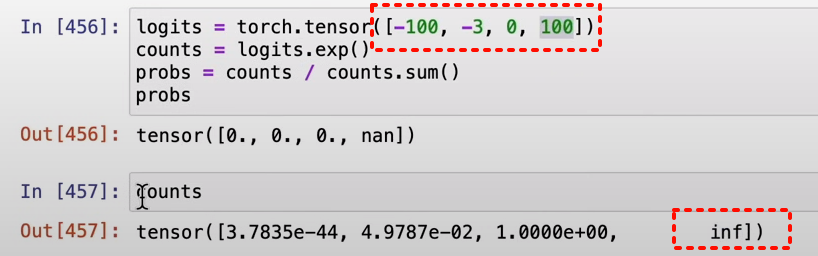 In [456]: logits = torch.tensor([-100, -3, 0, 100])
counts = logits.exp()
probs = counts / counts.sum()
probs
Out[456]: tensor([0., 0., 0., nan])
In [457]: counts
Out[457]: tensor([3.7835e-44, 4.9787e-02, 1.0000e+00, inf])